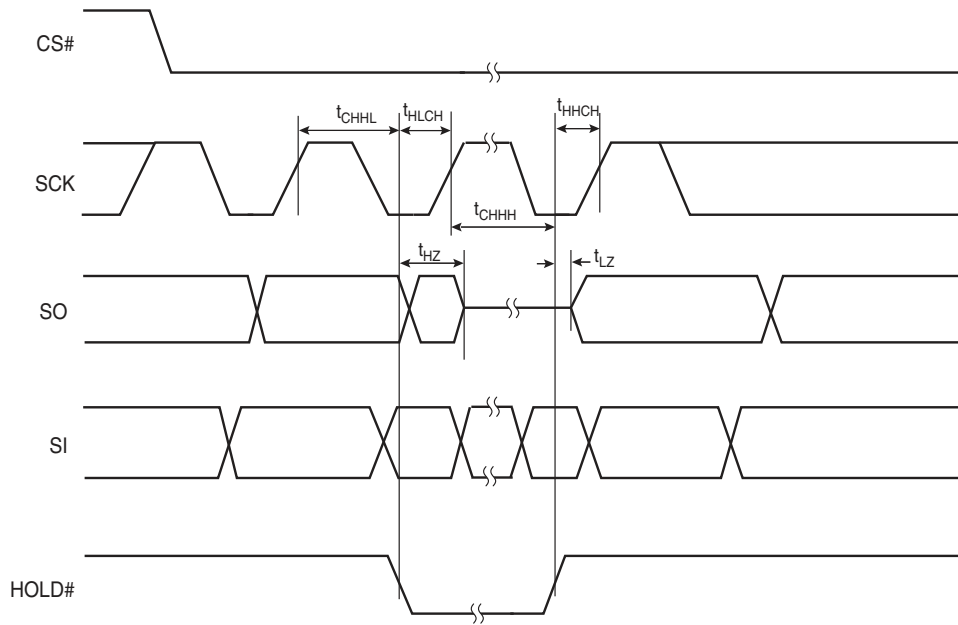 CS#
tCHHL
tHLCH
tHHCH
SCK
tCHHH
tHZ
tLZ
SO
SI
HOLD#